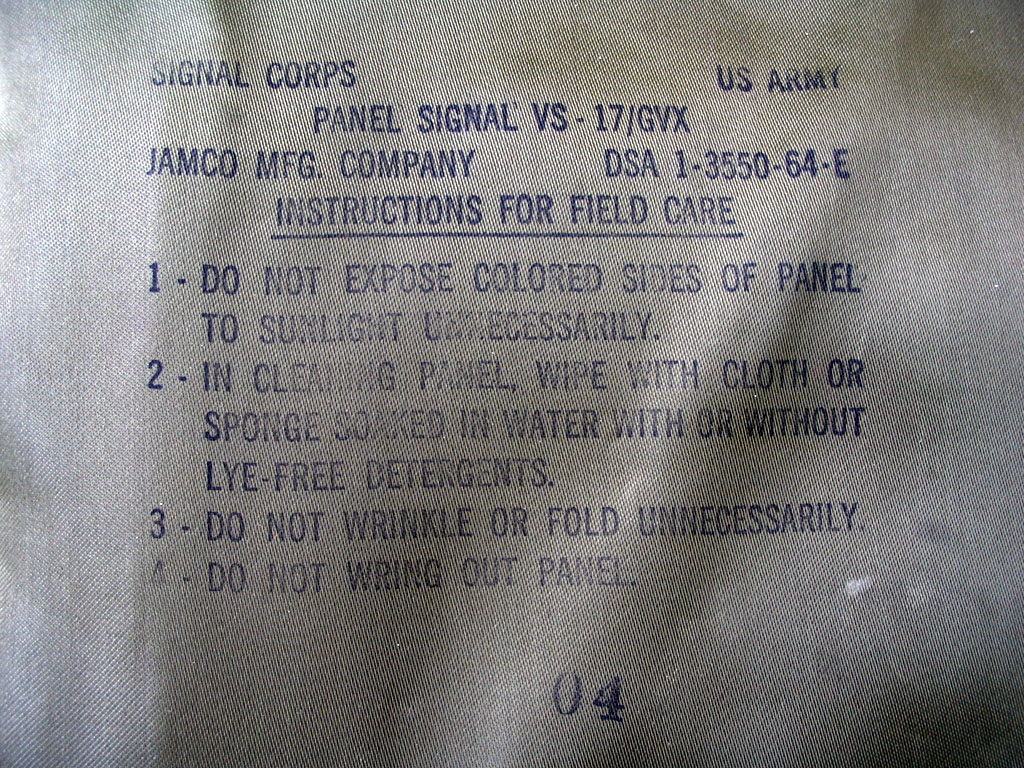 SIGNAL CORPS US ARMY
PANEL SIGNAL VS - 17/GVX
JAMCO MFG. COMPANY DSA 1-3550-64-E
INSTRUCTIONS FOR FIELD CARE
1 - DO NOT EXPOSE COLORED SIDES OF PANEL
TO SUNLIGHT UNNECESSARILY.
2 - IN CLEANING PANEL, WIPE WITH CLOTH OR
SPONGE SOAKED IN WATER WITH OR WITHOUT
LYE-FREE DETERGENTS.
3 - DO NOT WRINKLE OR FOLD UNNECESSARILY.
4 - DO NOT WRING OUT PANEL.
04